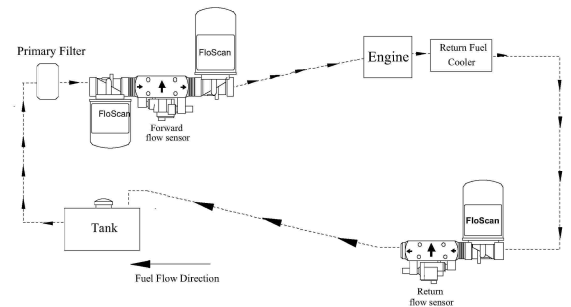 Primary Filter
FloScan
FloScan
Forward
flow sensor
Engine
Return Fuel
Cooler
Tank
Fuel Flow Direction
FloScan
Return
flow sensor